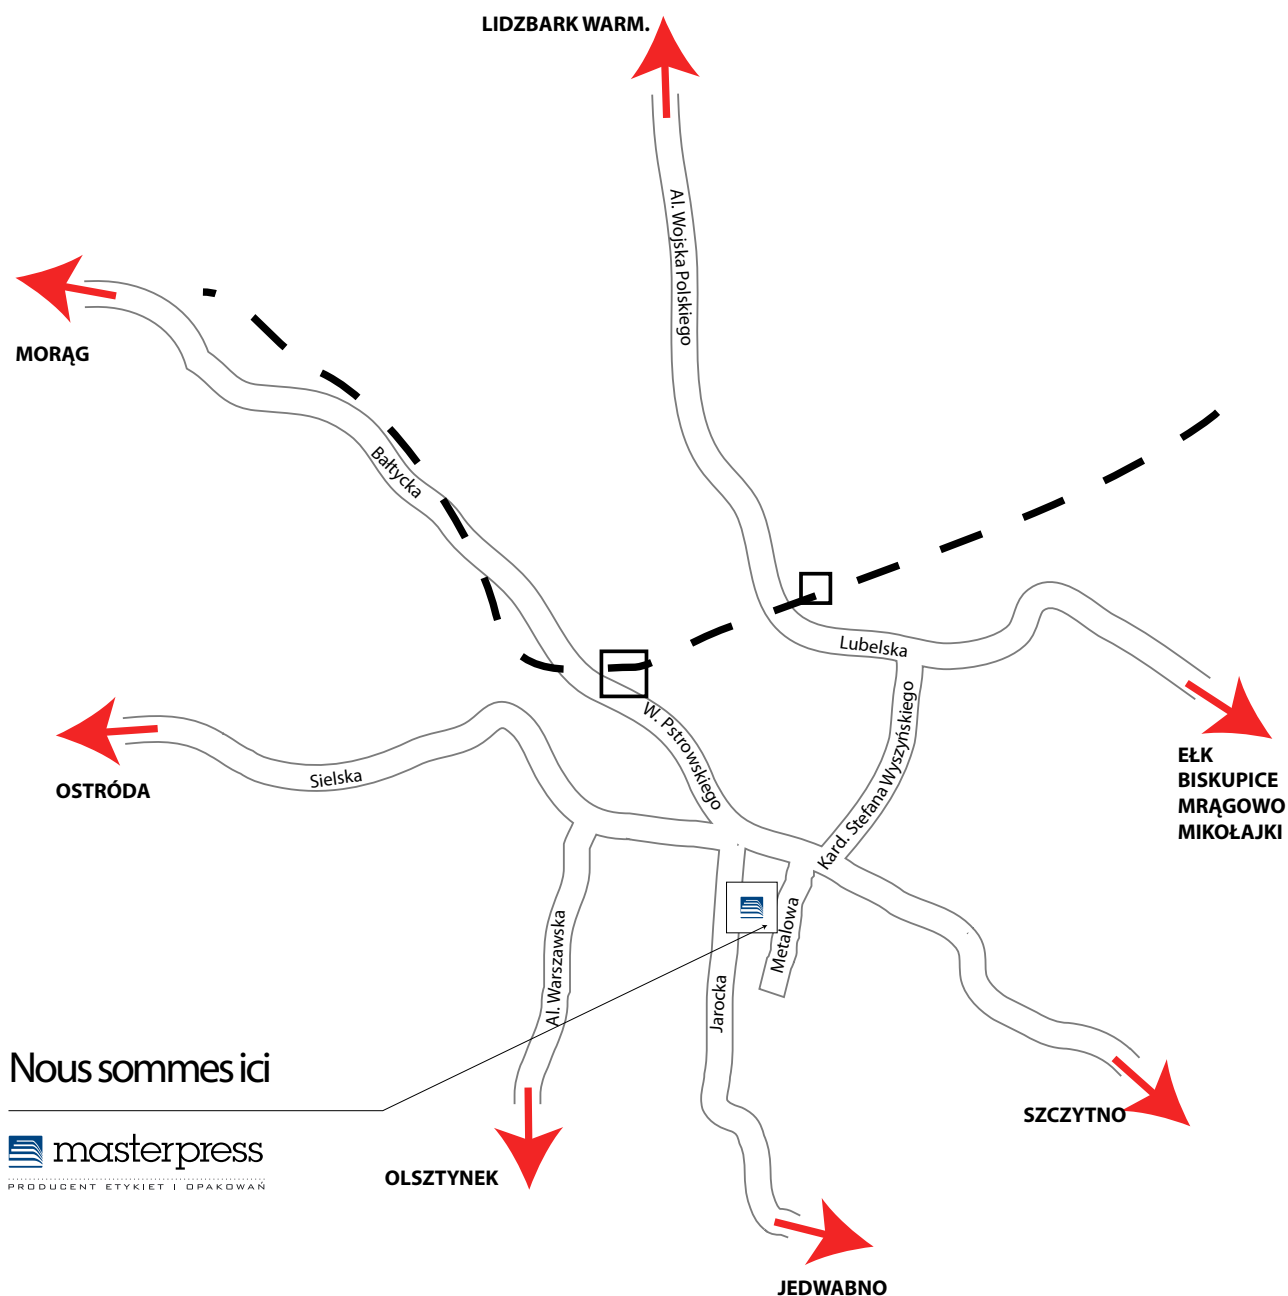 LIDZBARK WARM.
Al. Wojska Polskiego
MORĄG
Bałtycka
Lubelska
Kard. Stefana Wyszyńskiego
W. Pstrowskiego
EŁK
BISKUPICE
MRĄGOWO
MIKOŁAJKI
OSTRÓDA
Sielska
Al. Warszawska
Metalowa
Jarocka
Nous sommes ici
masterpress
PRODUCENT ETYKIET I OPAKOWAŃ
SZCZYTNO
OLSZTYNEK
JEDWABNO